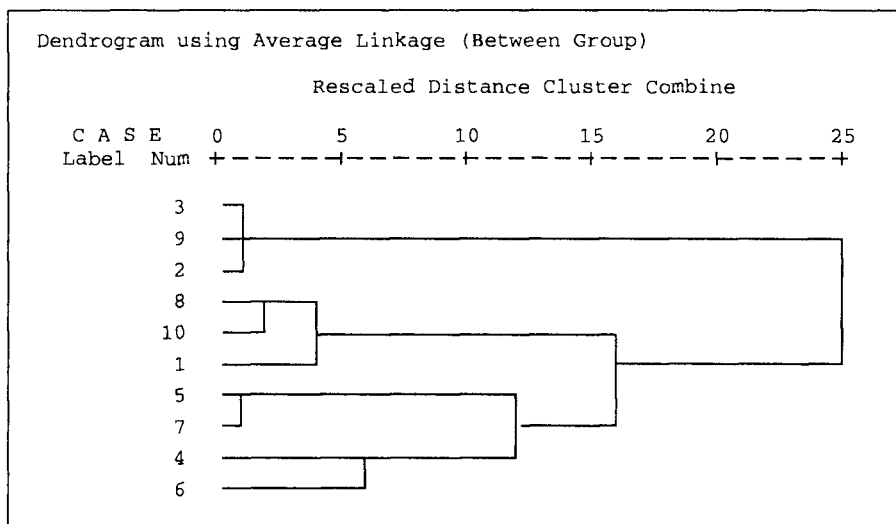 Dendrogram using Average Linkage (Between Group)
Rescaled Distance Cluster Combine
C A S E 0 5 10 15 20 25
Label Num
3
9
2
8
10
1
5
7
4
6